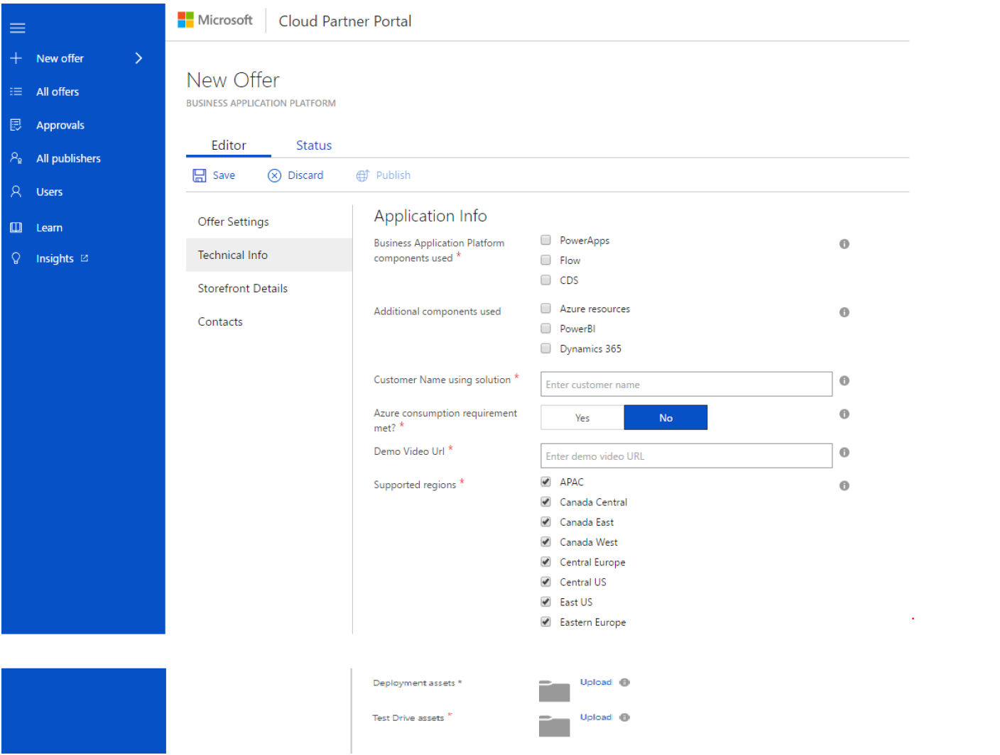 Microsoft
Cloud Partner Portal
New offer
All offers
Approvals
All publishers
Users
Learn
Insights
New Offer
BUSINESS APPLICATION PLATFORM
Editor
Status
Save
Discard
Publish
Offer Settings
Technical Info
Storefront Details
Contacts
Application Info
Business Application Platform
components used *
PowerApps
Flow
CDS
Additional components used
Azure resources
PowerBI
Dynamics 365
Customer Name using solution *
Enter customer name
Azure consumption requirement
met? *
Yes
No
Demo Video Url *
Enter demo video URL
Supported regions *
APAC
Canada Central
Canada East
Canada West
Central Europe
Central US
East US
Eastern Europe
Deployment assets *
Upload
Test Drive assets *
Upload